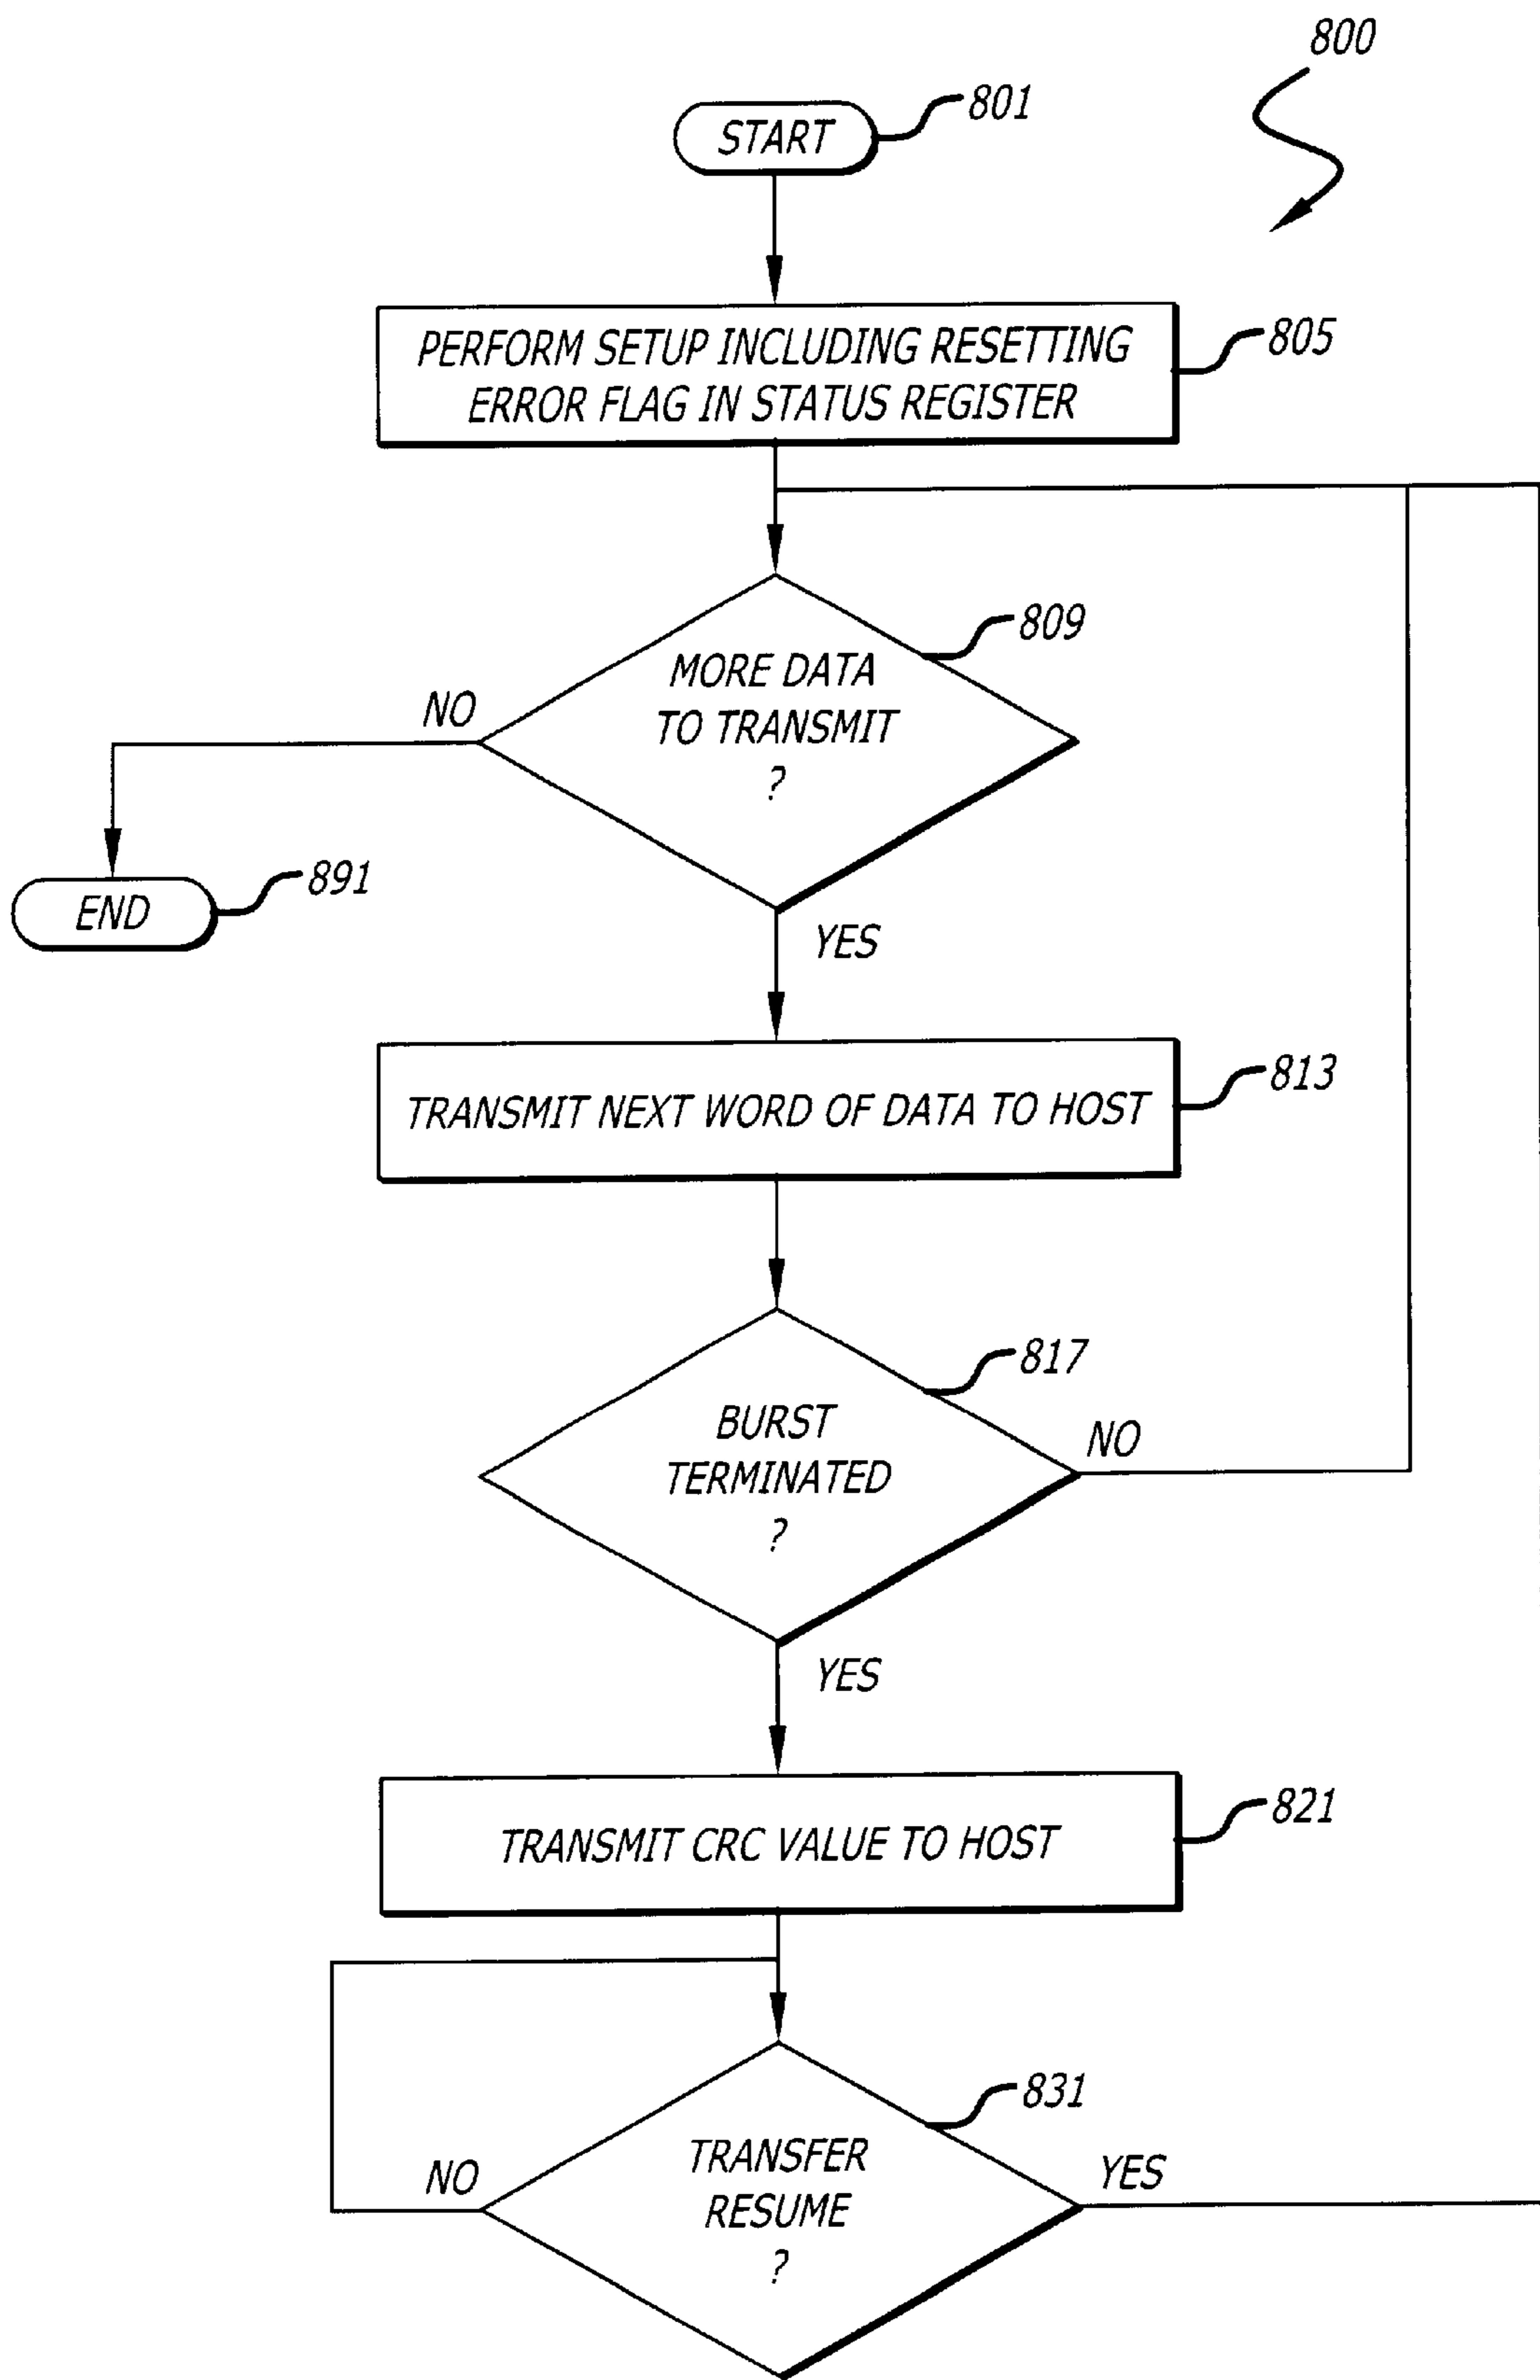 800
START
801
PERFORM SETUP INCLUDING RESETTING
ERROR FLAG IN STATUS REGISTER
805
MORE DATA
TO TRANSMIT
?
809
NO
END
891
YES
TRANSMIT NEXT WORD OF DATA TO HOST
813
BURST
TERMINATED
?
817
NO
YES
TRANSMIT CRC VALUE TO HOST
821
TRANSFER
RESUME
?
831
NO
YES